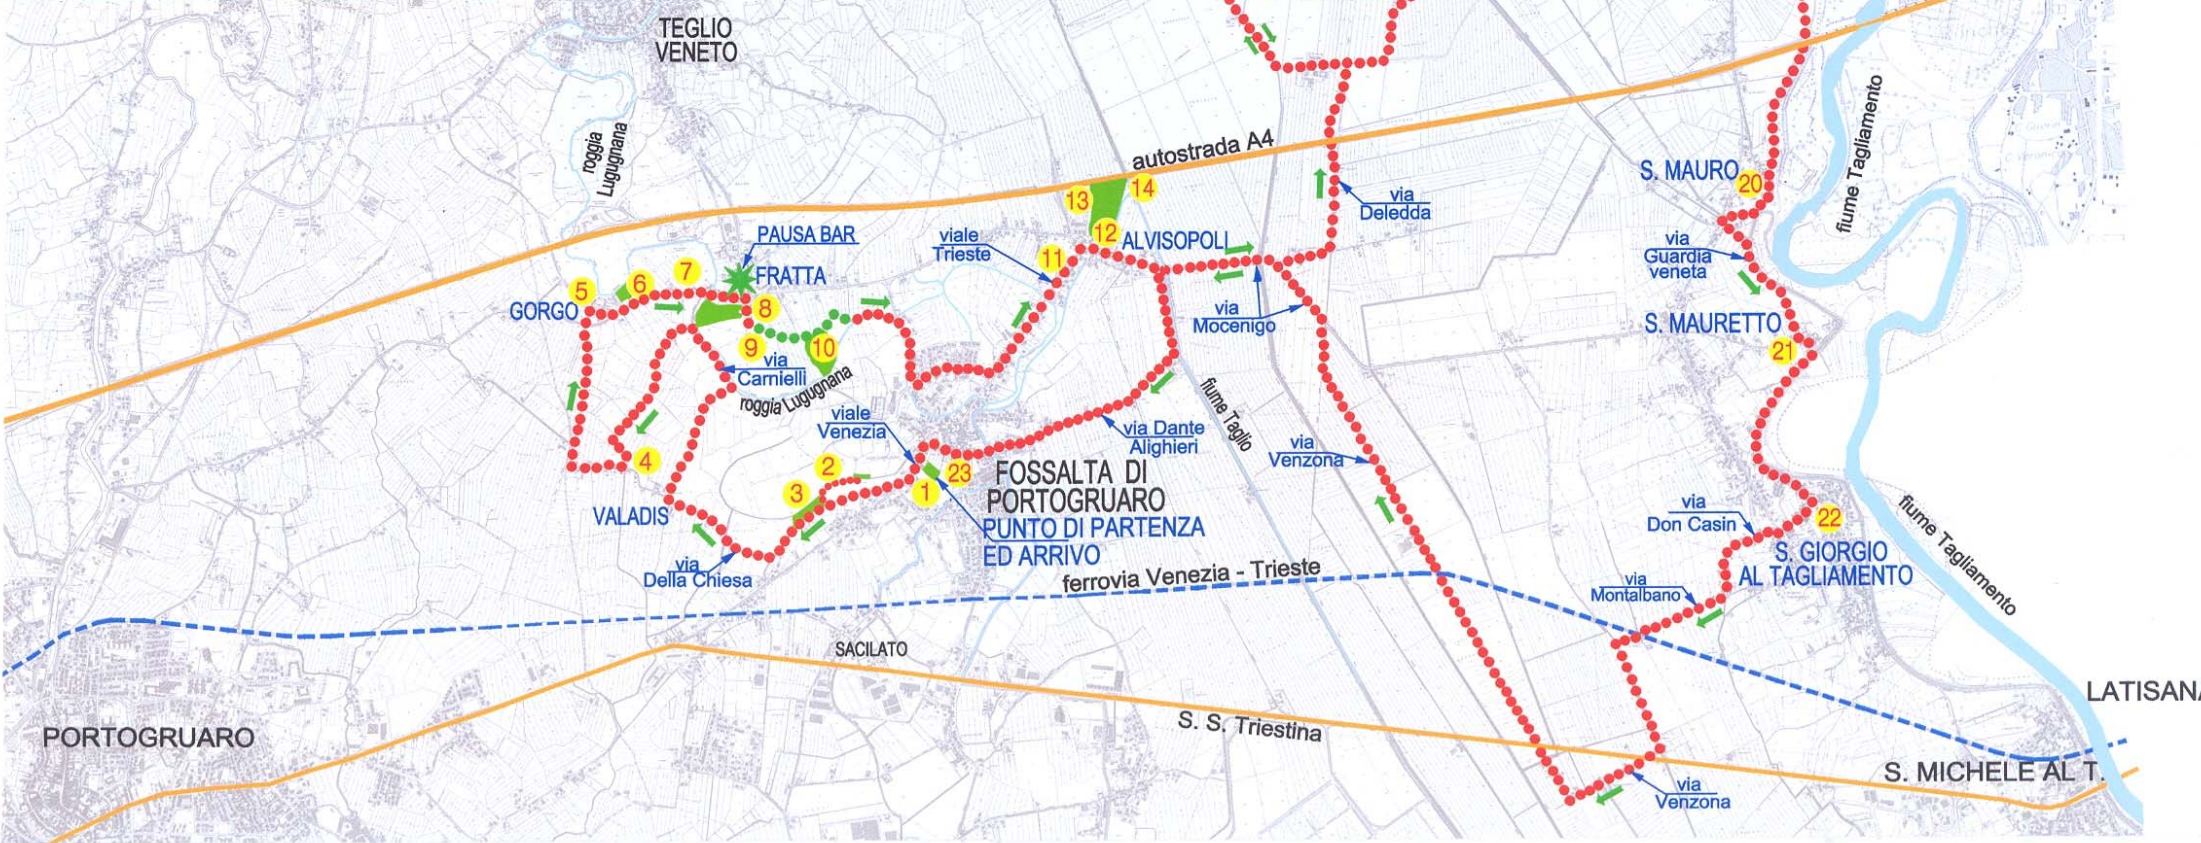 TEGLIO
VENETO
roggia
Lugugnana
autostrada A4
fiume Tagliamento
S. MAURO
20
13
14
12
via
Deledda
PAUSA BAR
viale
Trieste
11
ALVISOPOLI
via
Guardia
veneta
5
6
7
FRATTA
GORGO
8
via
Mocenigo
S. MAURETTO
21
9
10
via
Carnielli
roggia Lugugnana
viale
Venezia
fiume Taglio
via Dante
Alighieri
via
Venzona
4
2
3
1
23
FOSSALTA DI
PORTOGRUARO
PUNTO DI PARTENZA
ED ARRIVO
VALADIS
via
Don Casin
22
S. GIORGIO
AL TAGLIAMENTO
fiume Tagliamento
via
Della Chiesa
ferrovia Venezia - Trieste
via
Montalbano
SACILATO
LATISANA
PORTOGRUARO
S. S. Triestina
S. MICHELE AL T.
via
Venzona